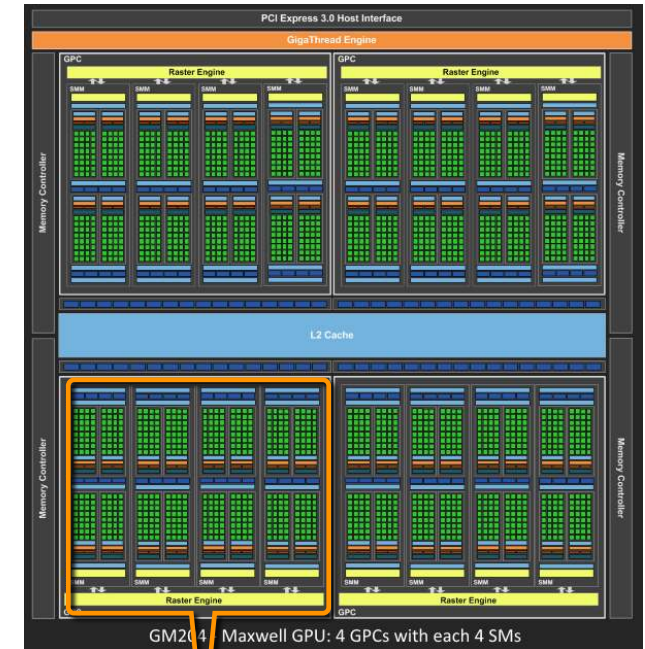 PCI Express 3.0 Host Interface
GigaThread Engine
GPC
GPC
Raster Engine
Raster Engine
SMM
SMM
SMM
SMM
SMM
SMM
SMM
SMM
Memory Controller
Memory Controller
L2 Cache
Memory Controller
Memory Controller
SMM
SMM
SMM
SMM
SMM
SMM
SMM
SMM
Raster Engine
Raster Engine
GPC
GPC
GM204 Maxwell GPU: 4 GPCs with each 4 SMs